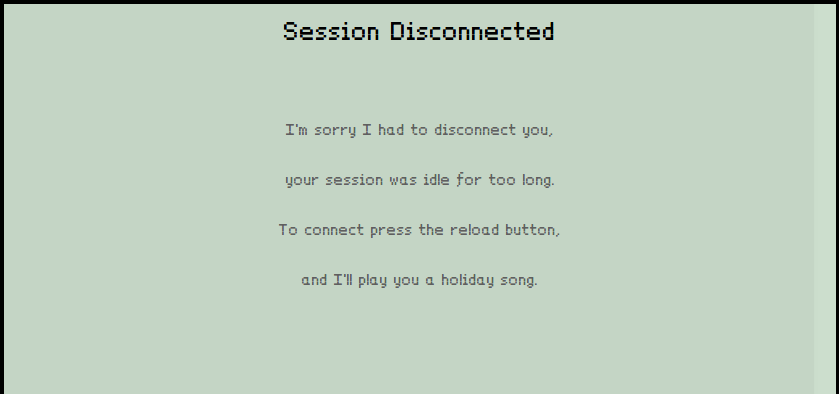 Session Disconnected
I'm sorry I had to disconnect you,
your session was idle for too long.
To connect press the reload button,
and I'll play you a holiday song.